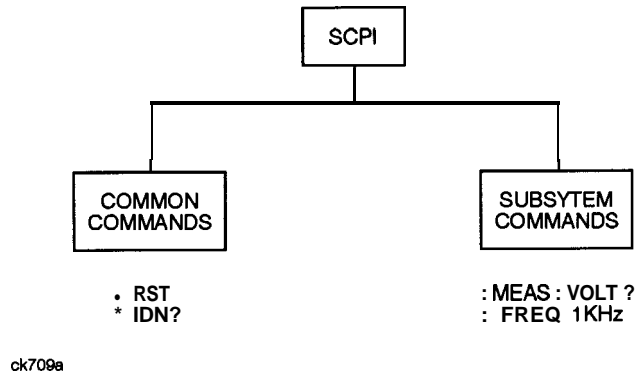 SCPI
COMMON
COMMANDS
SUBSYTEM
COMMANDS
• RST
* IDN?
: MEAS : VOLT ?
: FREQ 1KHz
ck709a